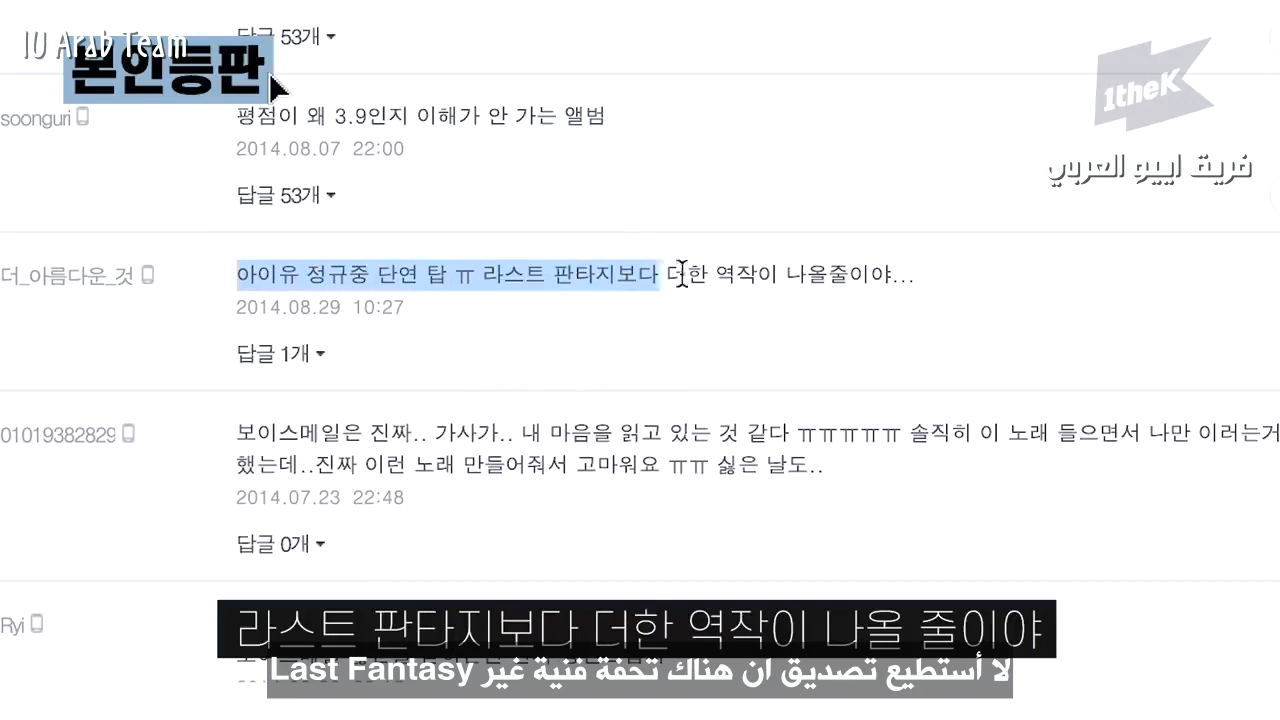 IU Arab Team
본인등판
답글 53개
1theK
فريق اييو العربي
soonguri
평점이 왜 3.9인지 이해가 안 가는 앨범
2014.08.07 22:00
답글 53개
더_아름다운_것
아이유 정규중 단연 탑 ㅠ 라스트 판타지보다 더한 역작이 나올줄이야...
2014.08.29 10:27
답글 1개
01019382829
보이스메일은 진짜.. 가사가.. 내 마음을 읽고 있는 것 같다 ㅠㅠㅠㅠㅠ 솔직히 이 노래 들으면서 나만 이러는거
했는데..진짜 이런 노래 만들어줘서 고마워요 ㅠㅠ 싫은 날도..
2014.07.23 22:48
답글 0개
Ryi
라스트 판타지보다 더한 역작이 나올 줄이야
لا أستطيع تصديق ان هناك تحفة فنية غير Last Fantasy